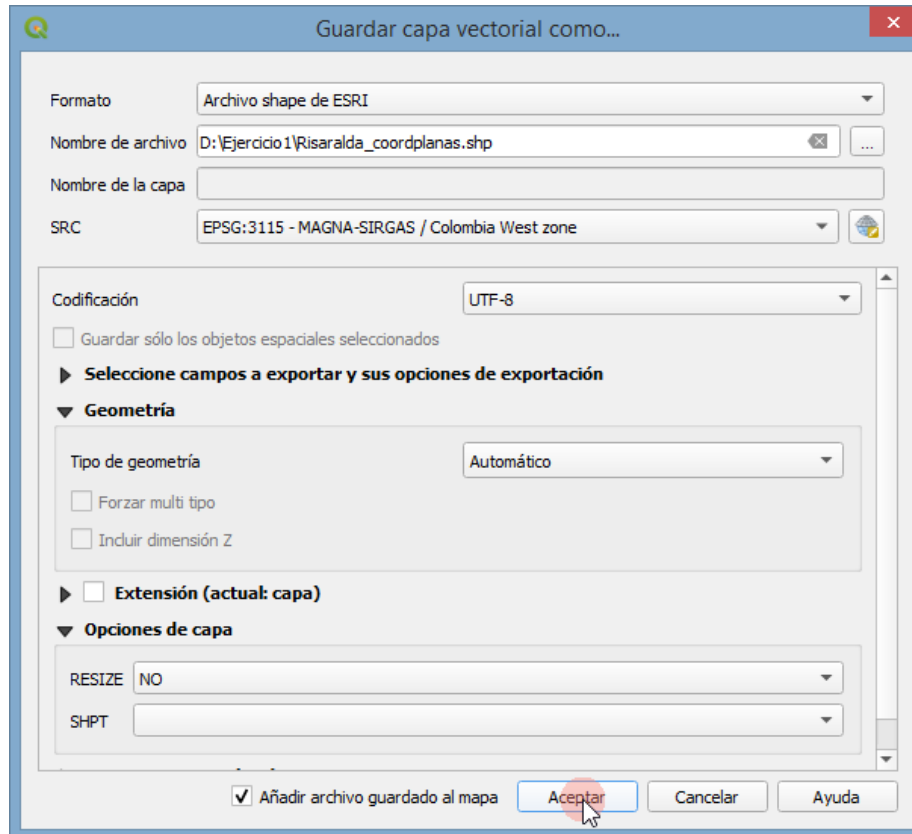 Guardar capa vectorial como...
Formato Archivo shape de ESRI
Nombre de archivo D:\Ejercicio1\Risaralda_coordplanas.shp ...
Nombre de la capa
SRC EPSG:3115 - MAGNA-SIRGAS / Colombia West zone
Codificación UTF-8
Guardar sólo los objetos espaciales seleccionados
Seleccione campos a exportar y sus opciones de exportación
Geometría
Tipo de geometría Automático
Forzar multi tipo
Incluir dimensión Z
Extensión (actual: capa)
Opciones de capa
RESIZE NO
SHPT
Añadir archivo guardado al mapa Aceptar Cancelar Ayuda